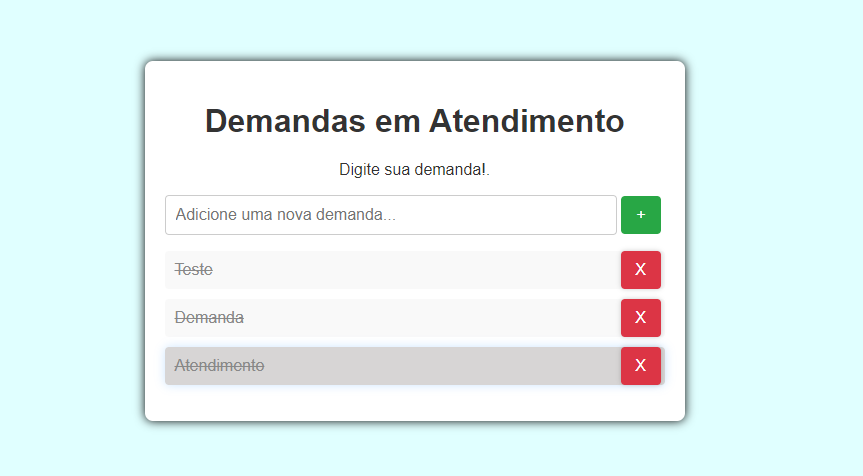 Demandas em Atendimento
Digite sua demanda!.
Adicione uma nova demanda...
+
Teste
X
Demanda
X
Atendimento
X